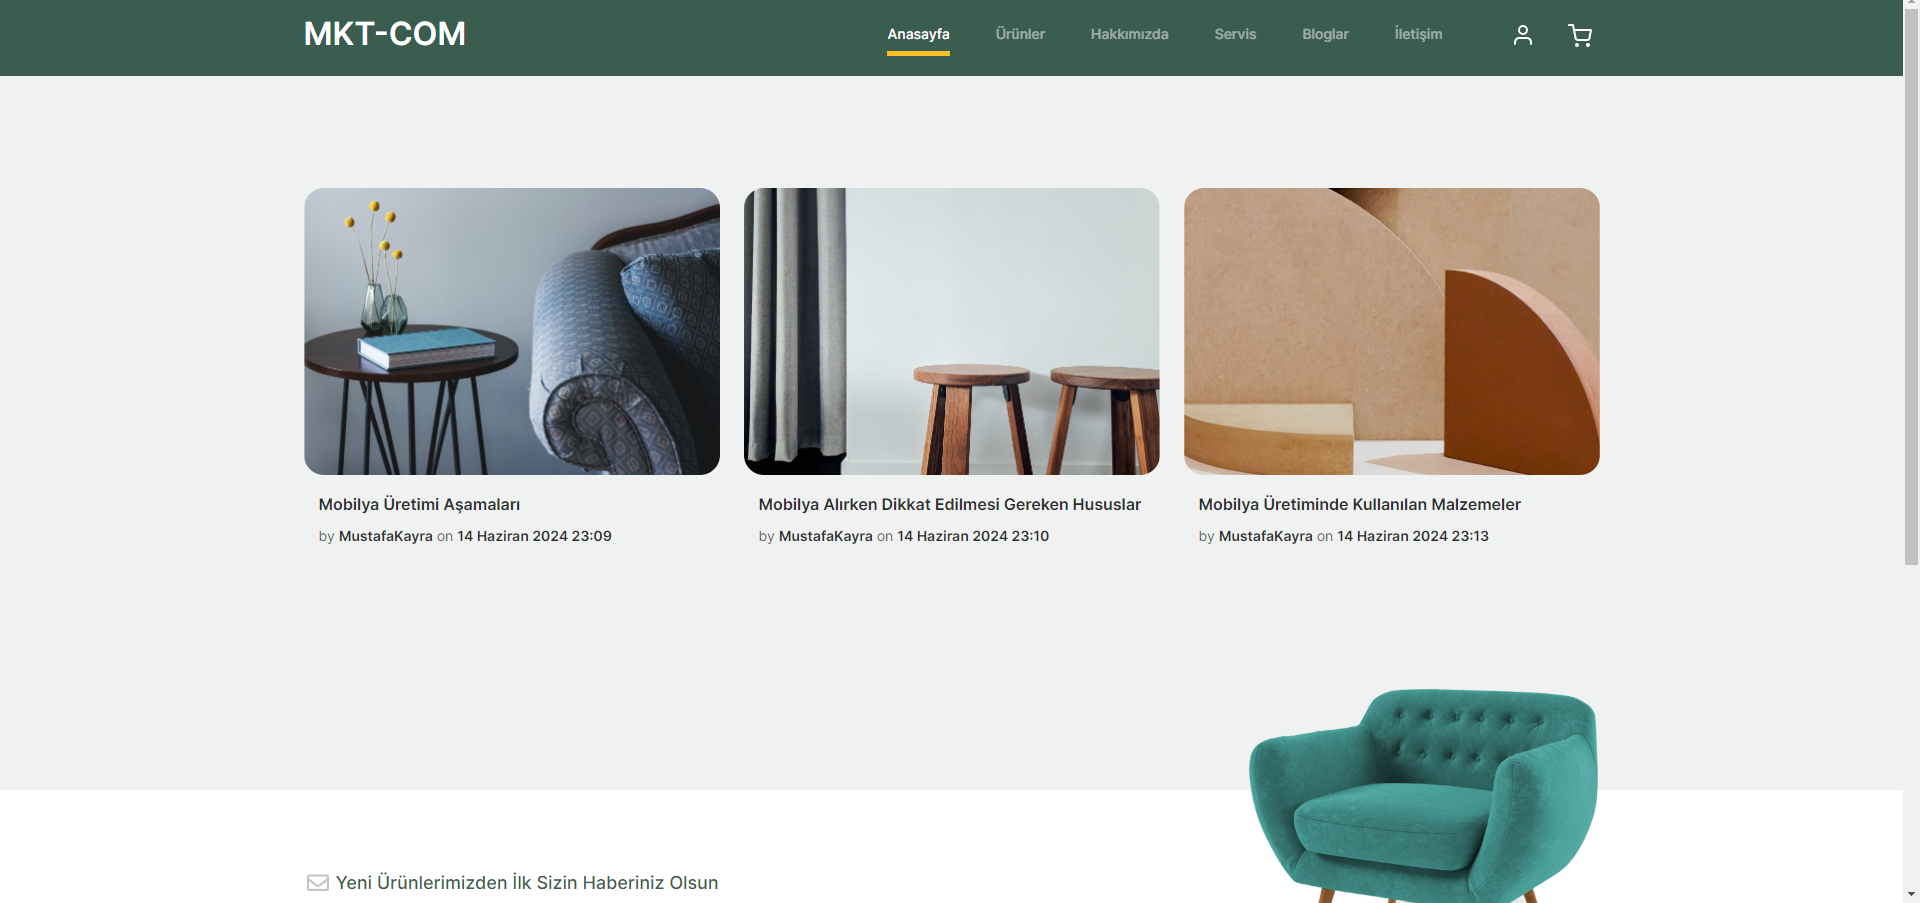 MKT-COM
Anasayfa
Ürünler
Hakkımızda
Servis
Bloglar
İletişim
Mobilya Üretimi Aşamaları
by MustafaKayra on 14 Haziran 2024 23:09
Mobilya Alırken Dikkat Edilmesi Gereken Hususlar
by MustafaKayra on 14 Haziran 2024 23:10
Mobilya Üretiminde Kullanılan Malzemeler
by MustafaKayra on 14 Haziran 2024 23:13
Yeni Ürünlerimizden İlk Sizin Haberiniz Olsun